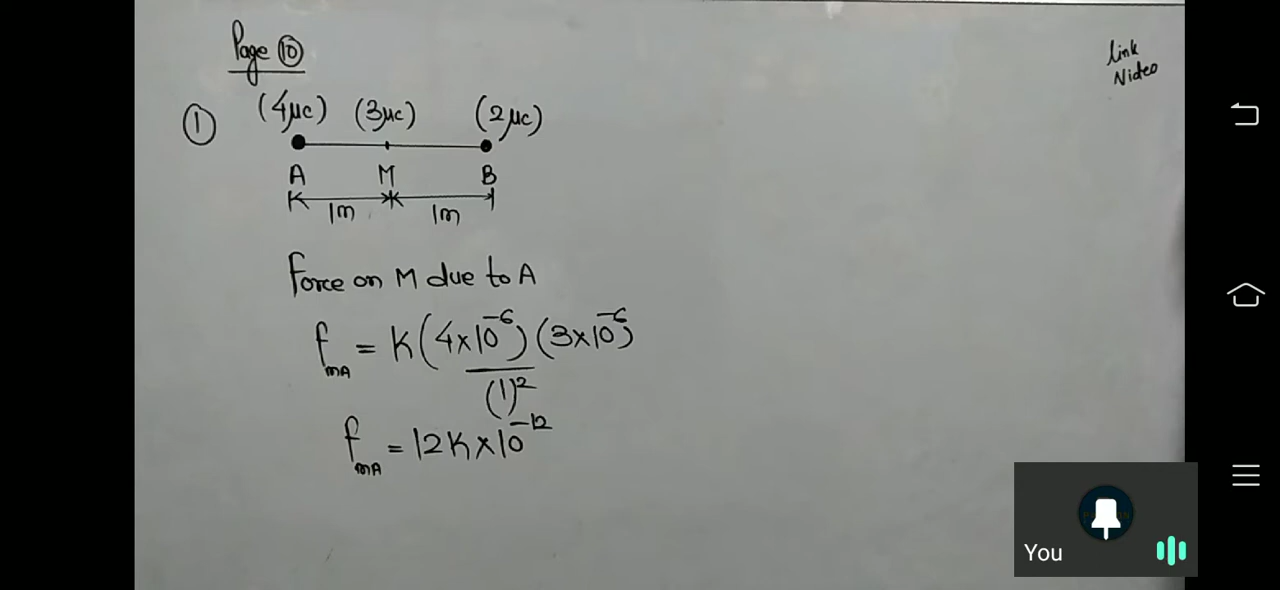 Page ⑩
link
Nideo
① (4μc) (3μc) (2μc)
A M B
1m 1m
Force on M due to A
f_mA = K(4×10⁻⁶)(3×10⁻⁶)
(1)²
f_mA = 12K×10⁻¹²
You